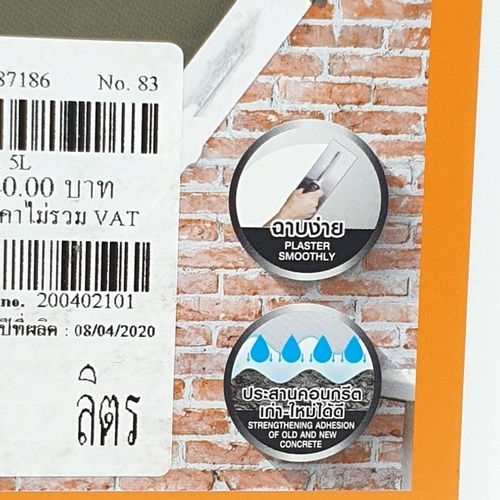 87186 No. 83
5L
0.00 บาท
คาไม่รวม VAT
no. 200402101
ปีที่ผลิต : 08/04/2020
ลิตร
ฉาบง่าย
PLASTER
SMOOTHLY
ประสานคอนกรีต
เก่า-ใหม่ได้ดี
STRENGTHENING ADHESION
OF OLD AND NEW
CONCRETE